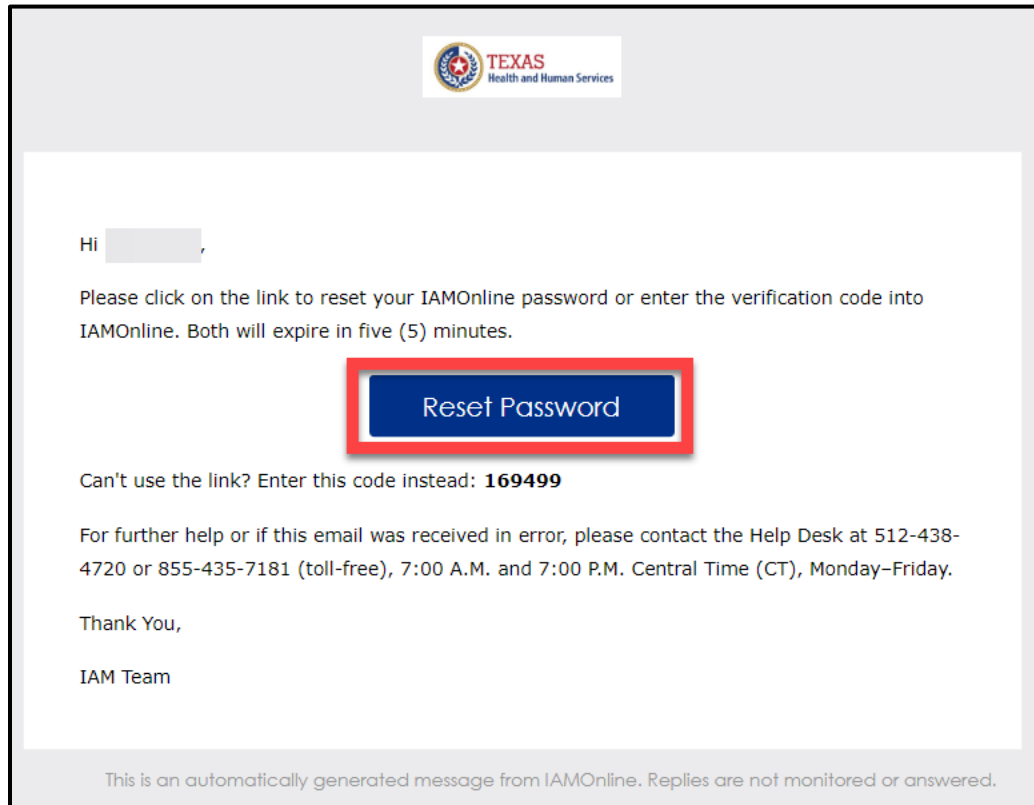 TEXAS
Health and Human Services
Hi ,
Please click on the link to reset your IAMOnline password or enter the verification code into
IAMOnline. Both will expire in five (5) minutes.
Reset Password
Can't use the link? Enter this code instead: 169499
For further help or if this email was received in error, please contact the Help Desk at 512-438-
4720 or 855-435-7181 (toll-free), 7:00 A.M. and 7:00 P.M. Central Time (CT), Monday–Friday.
Thank You,
IAM Team
This is an automatically generated message from IAMOnline. Replies are not monitored or answered.